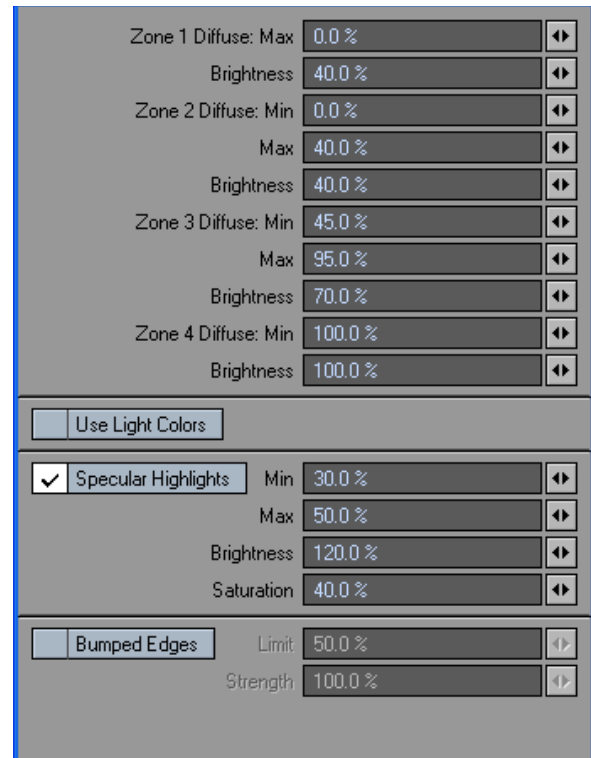 Zone 1 Diffuse: Max 0.0 %
Brightness 40.0 %
Zone 2 Diffuse: Min 0.0 %
Max 40.0 %
Brightness 40.0 %
Zone 3 Diffuse: Min 45.0 %
Max 95.0 %
Brightness 70.0 %
Zone 4 Diffuse: Min 100.0 %
Brightness 100.0 %
Use Light Colors
Specular Highlights Min 30.0 %
Max 50.0 %
Brightness 120.0 %
Saturation 40.0 %
Bumped Edges Limit 50.0 %
Strength 100.0 %